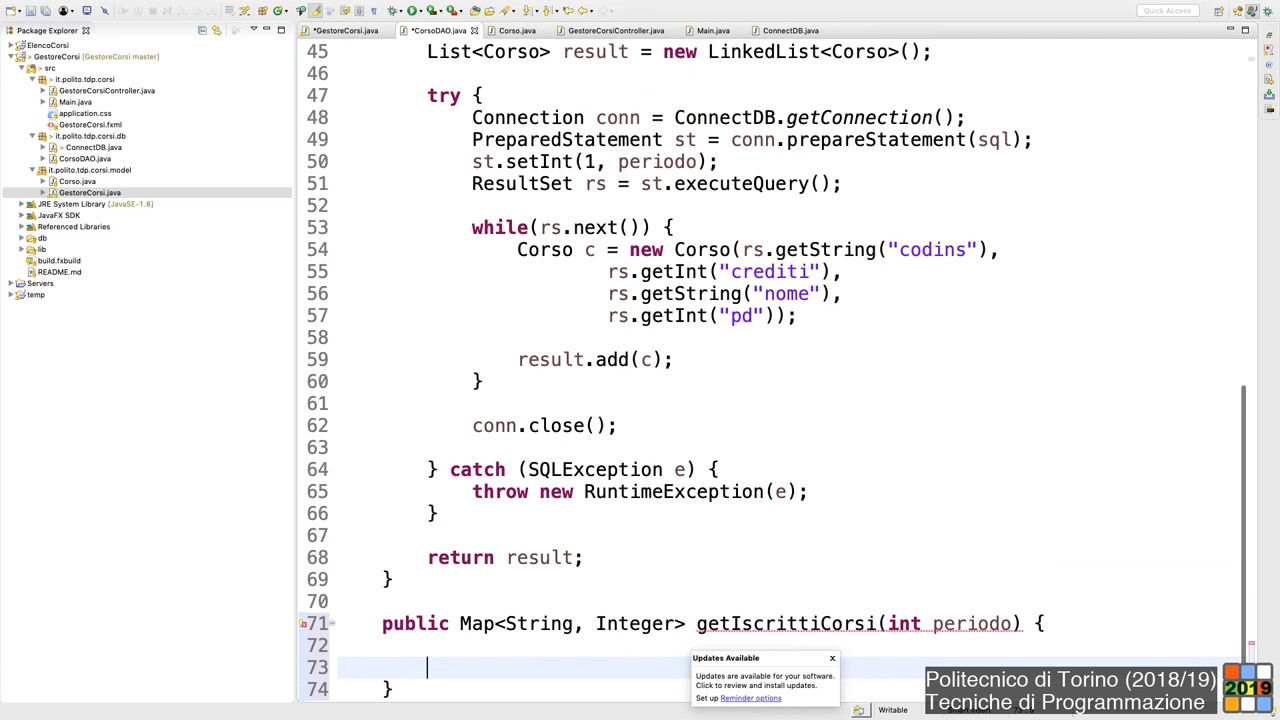 Quick Access
Package Explorer
*GestoreCorsi.java
*CorsoDAO.java
Corso.java
GestoreCorsiController.java
Main.java
ConnectDB.java
ElencoCorsi
> GestoreCorsi [GestoreCorsi master]
> src
> it.polito.tdp.corsi
GestoreCorsiController.java
Main.java
application.css
GestoreCorsi.fxml
> it.polito.tdp.corsi.db
> ConnectDB.java
CorsoDAO.java
it.polito.tdp.corsi.model
Corso.java
GestoreCorsi.java
JRE System Library [JavaSE-1.8]
JavaFX SDK
Referenced Libraries
db
lib
build.fxbuild
README.md
Servers
temp
45 List<Corso> result = new LinkedList<Corso>();
46
47 try {
48 Connection conn = ConnectDB.getConnection();
49 PreparedStatement st = conn.prepareStatement(sql);
50 st.setInt(1, periodo);
51 ResultSet rs = st.executeQuery();
52
53 while(rs.next()) {
54 Corso c = new Corso(rs.getString("codins"),
55 rs.getInt("crediti"),
56 rs.getString("nome"),
57 rs.getInt("pd"));
58
59 result.add(c);
60 }
61
62 conn.close();
63
64 } catch (SQLException e) {
65 throw new RuntimeException(e);
66 }
67
68 return result;
69 }
70
71 public Map<String, Integer> getIscrittiCorsi(int periodo) {
72
73
74 }
Updates Available
Updates are available for your software.
Click to review and install updates.
Set up Reminder options
Writable
Politecnico di Torino (2018/19)
Tecniche di Programmazione
2019